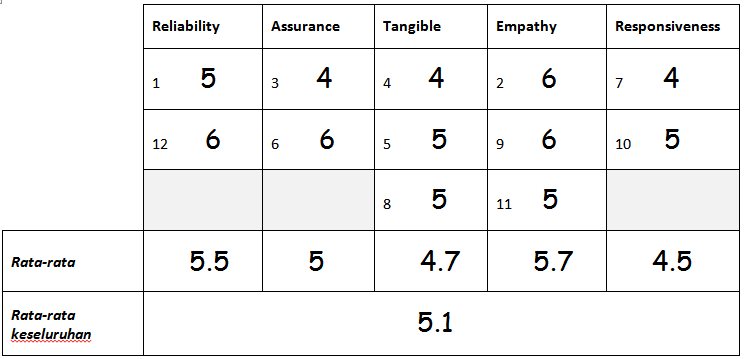 Reliability Assurance Tangible Empathy Responsiveness
1 5 3 4 4 4 2 6 7 4
12 6 6 6 5 5 9 6 10 5
8 5 11 5
Rata-rata 5.5 5 4.7 5.7 4.5
Rata-rata
keseluruhan 5.1